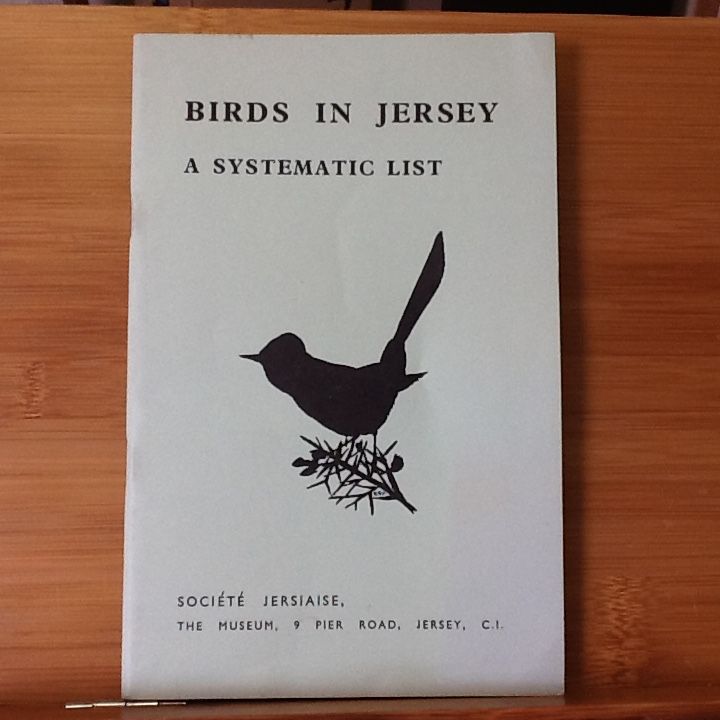 BIRDS IN JERSEY
A SYSTEMATIC LIST
SOCIÉTÉ JERSIAISE,
THE MUSEUM, 9 PIER ROAD, JERSEY, C.I.